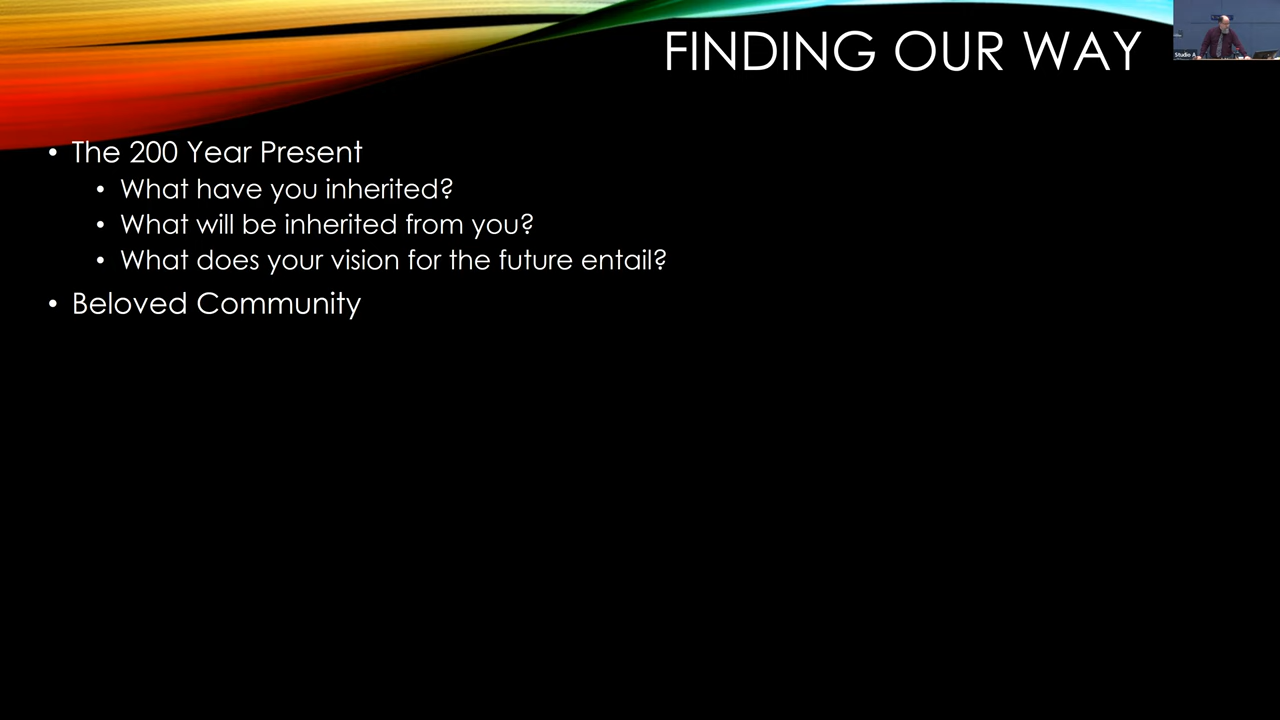 FINDING OUR WAY
Studio A
• The 200 Year Present
• What have you inherited?
• What will be inherited from you?
• What does your vision for the future entail?
• Beloved Community